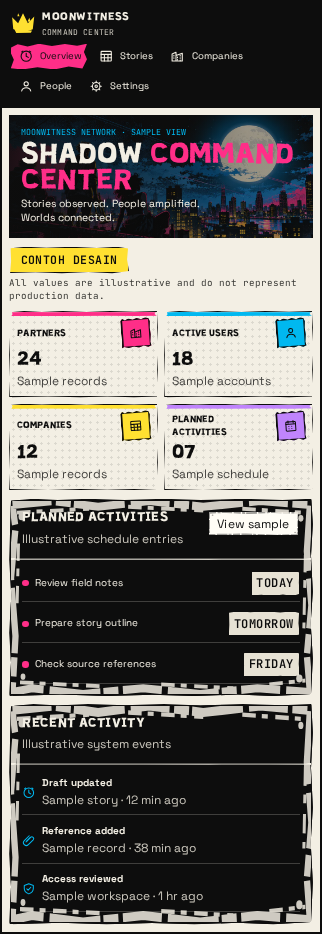 MOONWITNESS
COMMAND CENTER
Overview
Stories
Companies
People
Settings
MOONWITNESS NETWORK · SAMPLE VIEW
SHADOW COMMAND
CENTER
Stories observed. People amplified.
Worlds connected.
CONTOH DESAIN
All values are illustrative and do not represent
production data.
PARTNERS
24
Sample records
ACTIVE USERS
18
Sample accounts
COMPANIES
12
Sample records
PLANNED
ACTIVITIES
07
Sample schedule
PLANNED ACTIVITIES
Illustrative schedule entries
View sample
Review field notes
TODAY
Prepare story outline
TOMORROW
Check source references
FRIDAY
RECENT ACTIVITY
Illustrative system events
Draft updated
Sample story · 12 min ago
Reference added
Sample record · 38 min ago
Access reviewed
Sample workspace · 1 hr ago